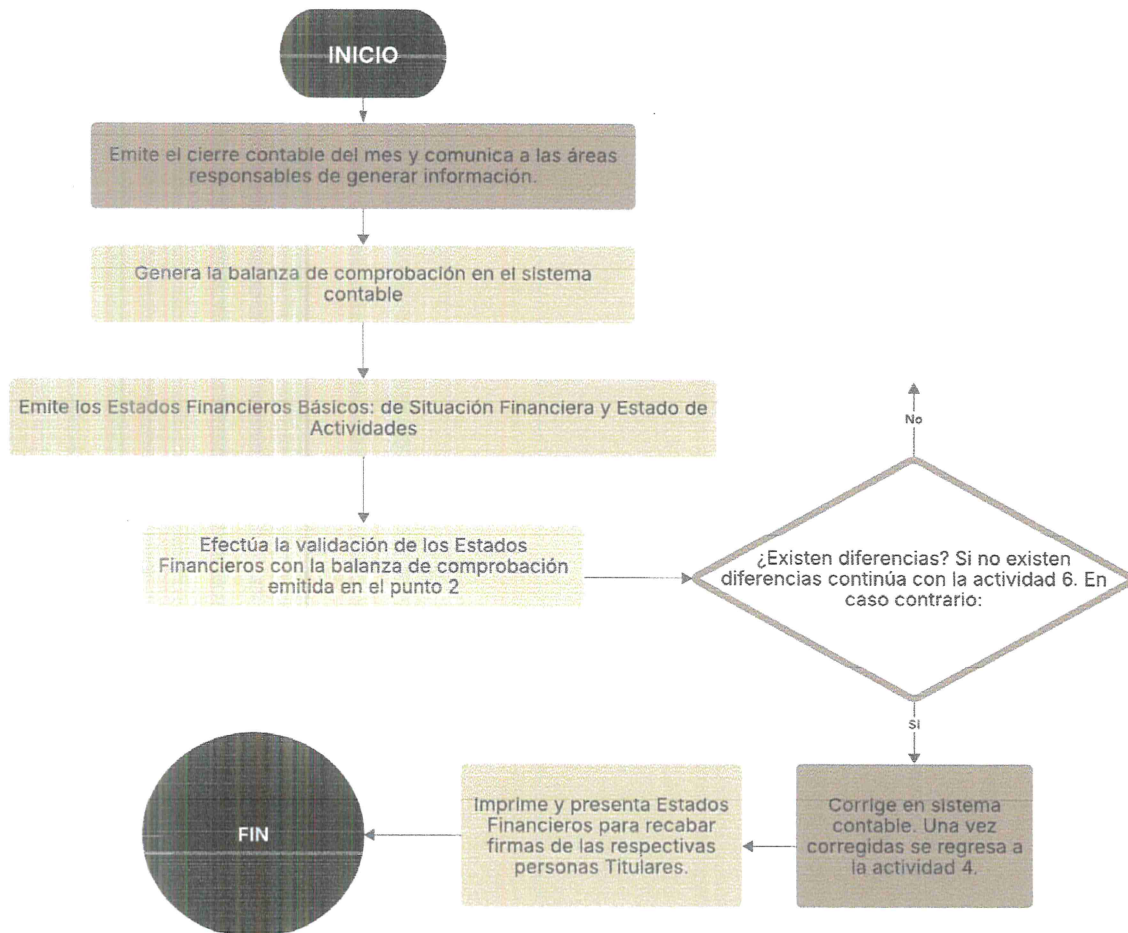 INICIO
Emite el cierre contable del mes y comunica a las áreas
responsables de generar información.
Genera la balanza de comprobación en el sistema
contable
Emite los Estados Financieros Básicos: de Situación Financiera y Estado de
Actividades
Efectúa la validación de los Estados
Financieros con la balanza de comprobación
emitida en el punto 2
No
¿Existen diferencias? Si no existen
diferencias continúa con la actividad 6. En
caso contrario:
Si
Corrige en sistema
contable. Una vez
corregidas se regresa a
la actividad 4.
Imprime y presenta Estados
Financieros para recabar
firmas de las respectivas
personas Titulares.
FIN